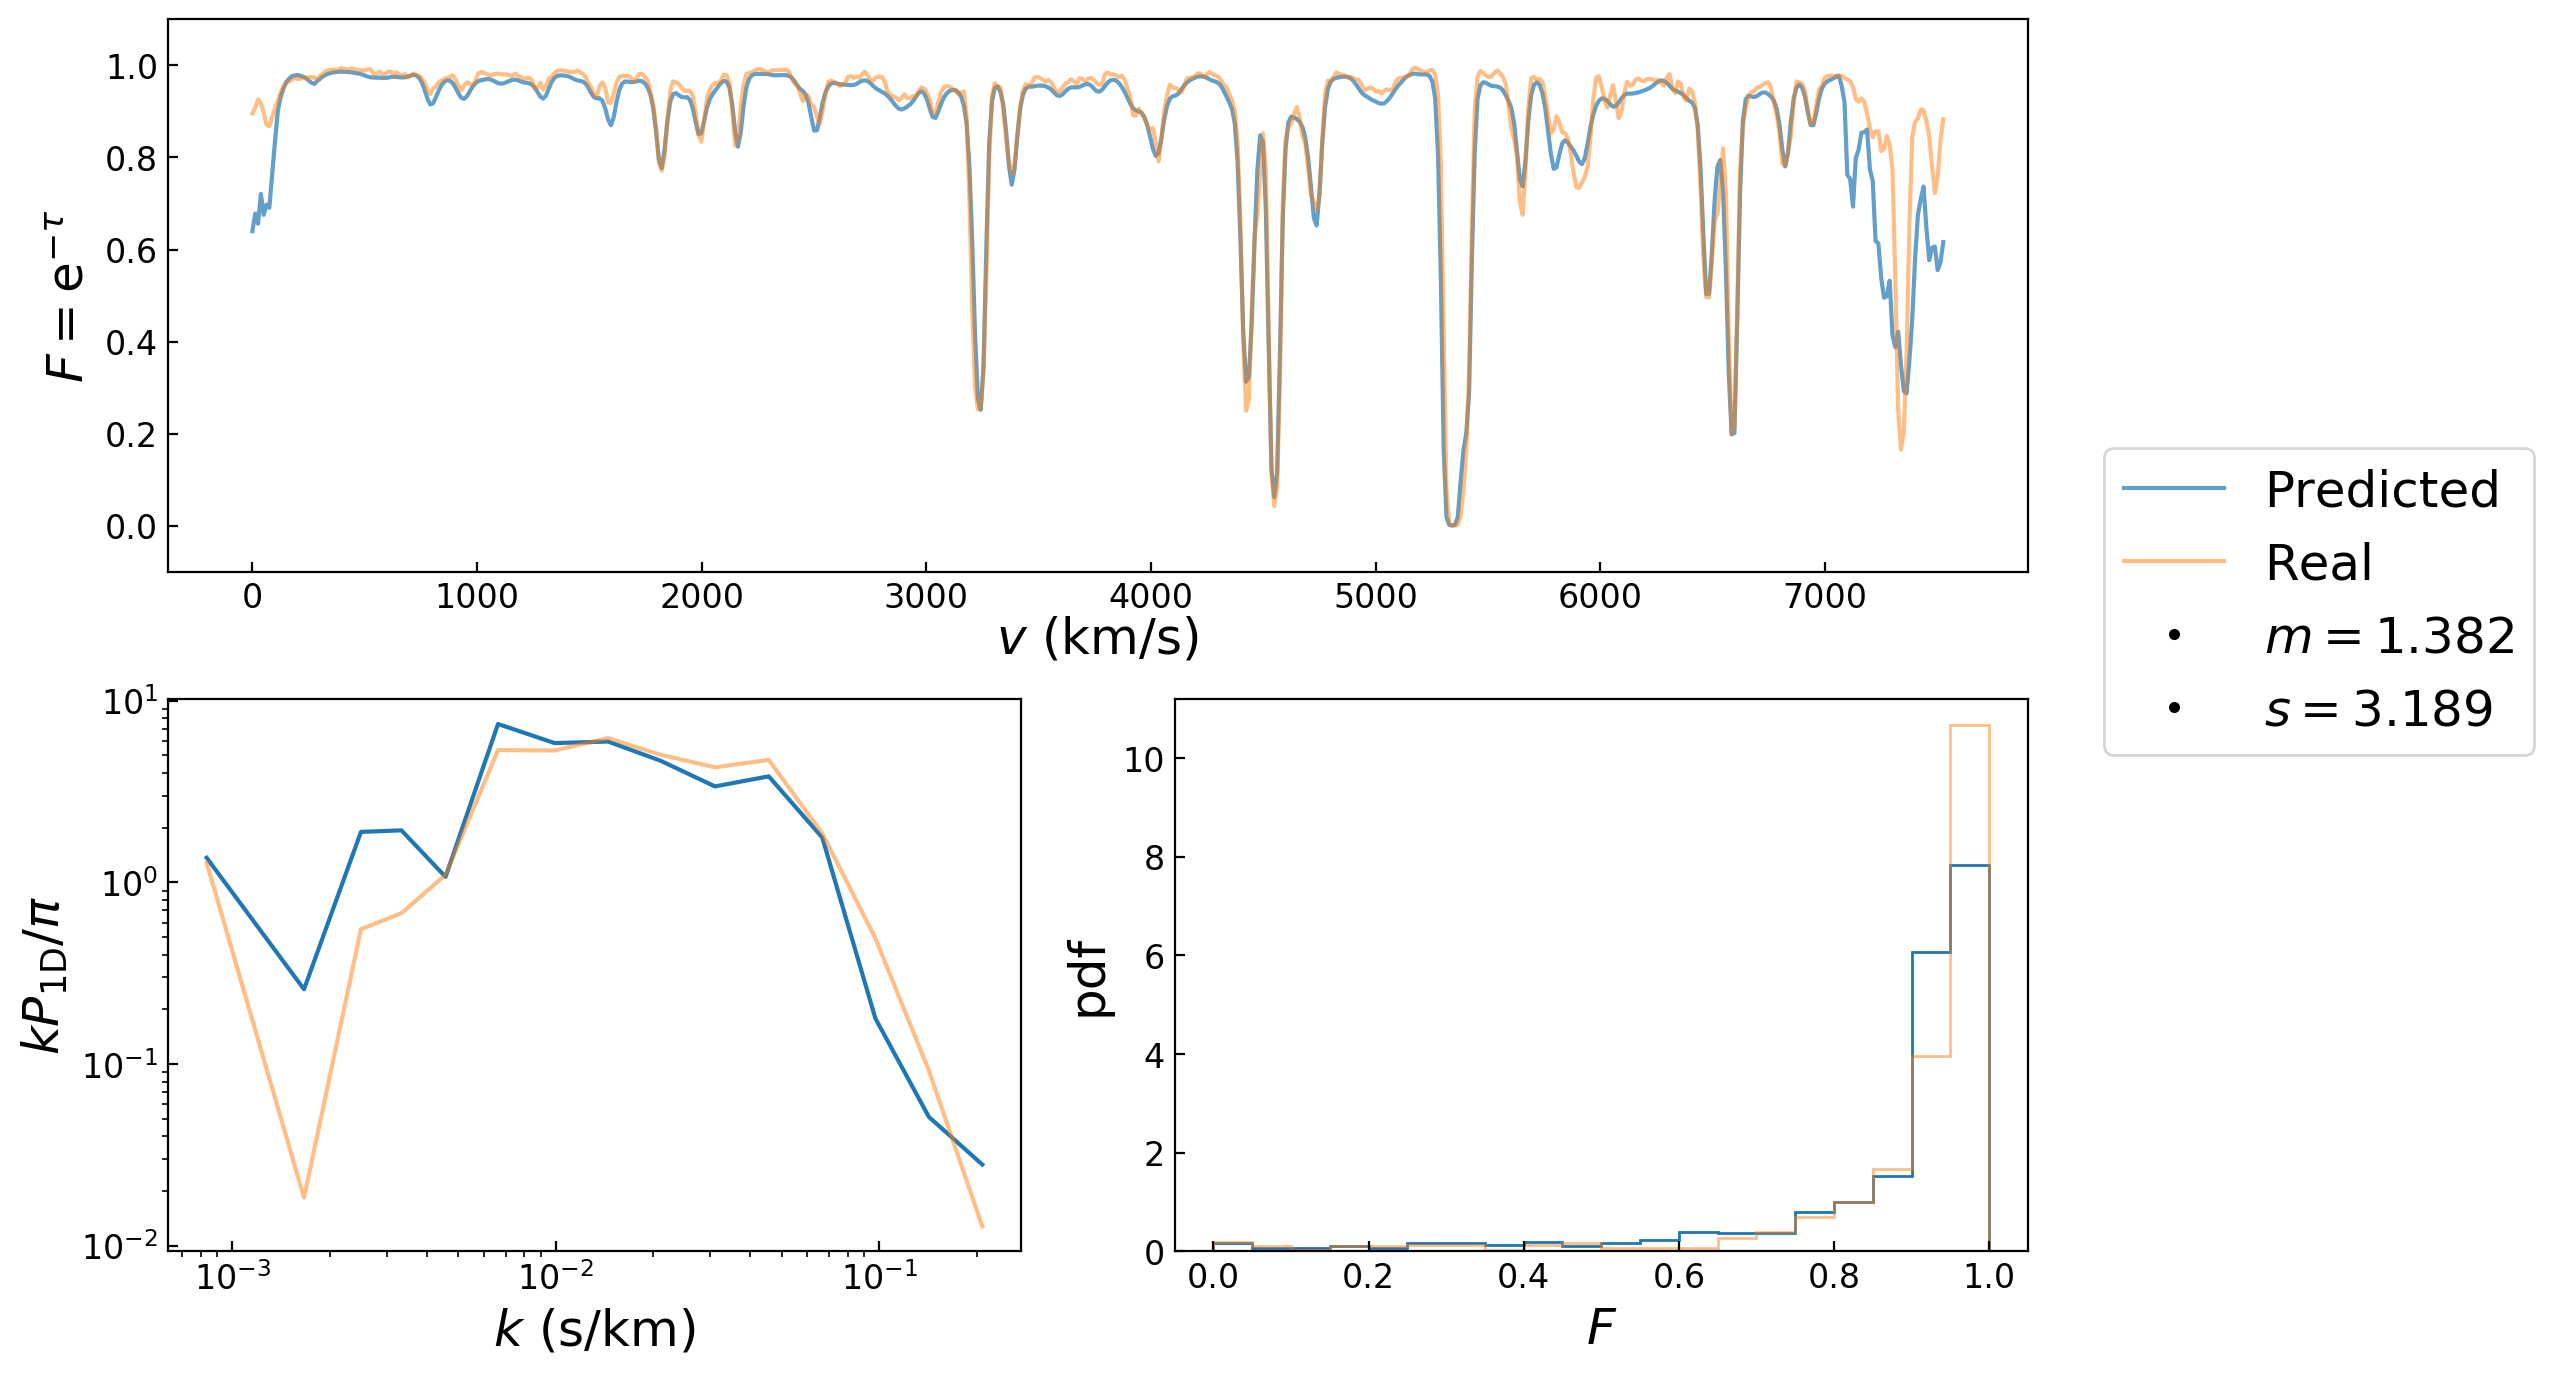 1.0
0.8
0.6
0.4
0.2
0.0
F = e^{−τ}
0 1000 2000 3000 4000 5000 6000 7000
v (km/s)
Predicted
Real
m = 1.382
s = 3.189
10^1
10^0
10^{−1}
10^{−2}
kP_{1D}/π
10^{−3} 10^{−2} 10^{−1}
k (s/km)
10
8
6
4
2
0
pdf
0.0 0.2 0.4 0.6 0.8 1.0
F